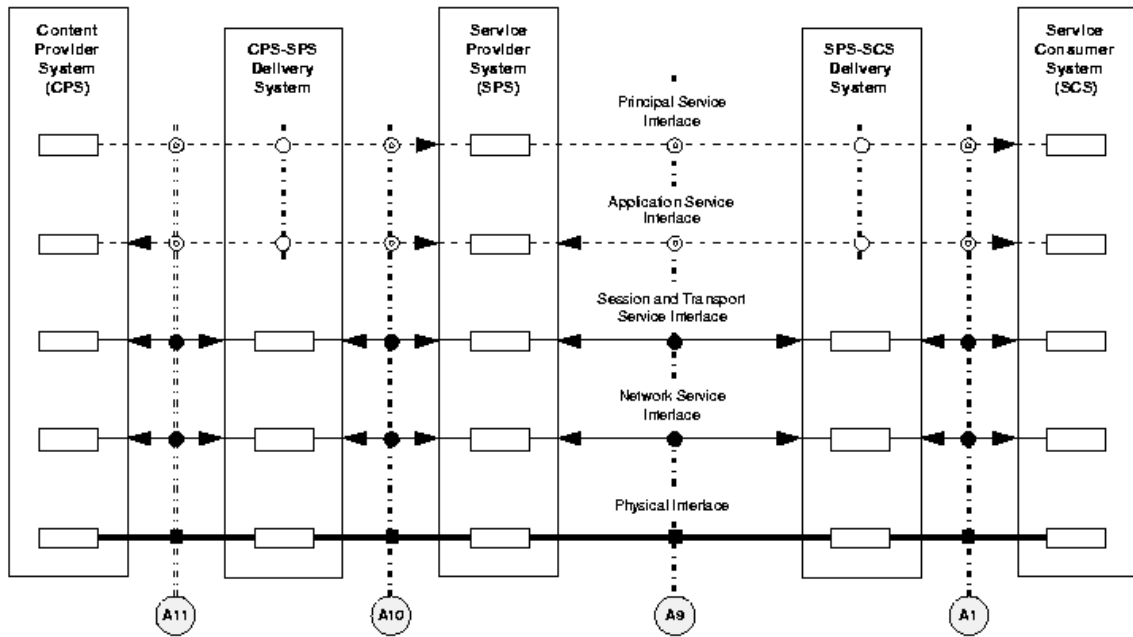 Content
Provider
System
(CPS)
CPS-SPS
Delivery
System
Service
Provider
System
(SPS)
SPS-SCS
Delivery
System
Service
Consumer
System
(SCS)
Principal Service
Interface
Application Service
Interface
Session and Transport
Service Interface
Network Service
Interface
Physical Interface
A11
A10
A9
A1